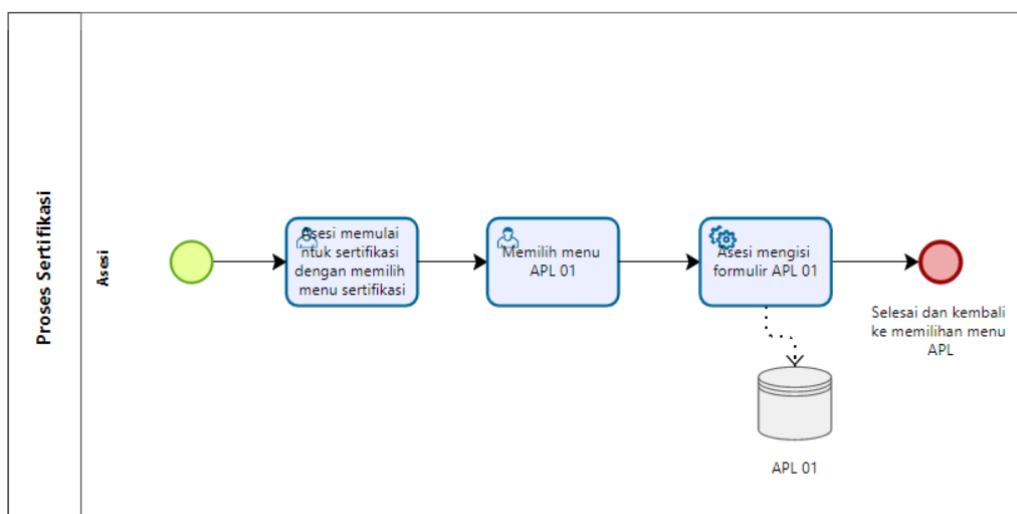 Proses Sertifikasi
Asesi
Asesi memulai
ntuk sertifikasi
dengan memilih
menu sertifikasi
Memilih menu
APL 01
Asesi mengisi
formulir APL 01
Selesai dan kembali
ke memilihan menu
APL
APL 01